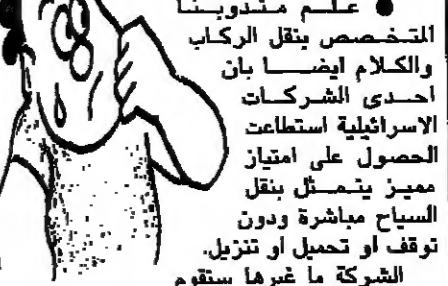 ● علم مندوبنا
المتخصص بنقل الركاب
والكلام ايضا بان
احدى الشركات
الاسرائيلية استطاعت
الحصول على امتياز
مميز يتمثل بنقل
السياح مباشرة ودون
توقف او تحميل او تنزيل.
الشركة ما غيرها ستقوم